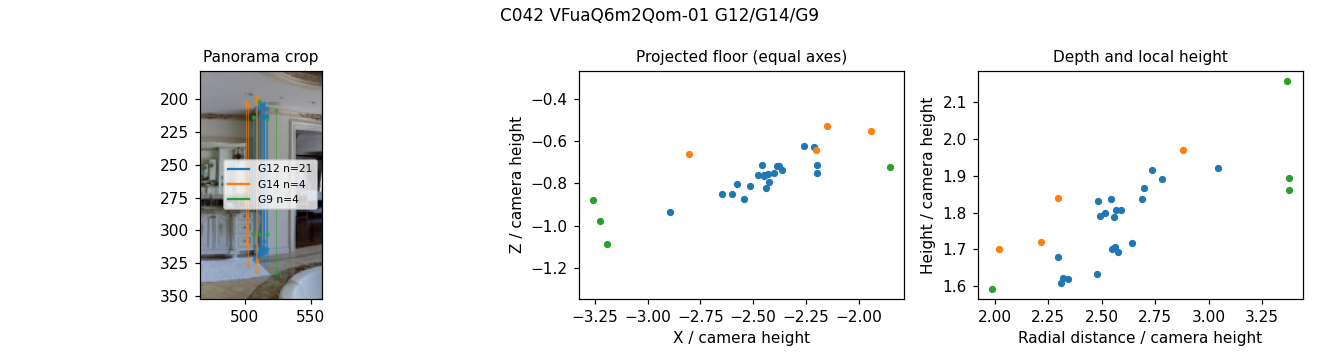 C042 VFuaQ6m2Qom-01 G12/G14/G9
Panorama crop
200
225
250
275
300
325
350
500
550
G12 n=21
G14 n=4
G9 n=4
Projected floor (equal axes)
Z / camera height
−0.4
−0.6
−0.8
−1.0
−1.2
−3.25
−3.00
−2.75
−2.50
−2.25
−2.00
X / camera height
Depth and local height
Height / camera height
2.1
2.0
1.9
1.8
1.7
1.6
2.00
2.25
2.50
2.75
3.00
3.25
Radial distance / camera height